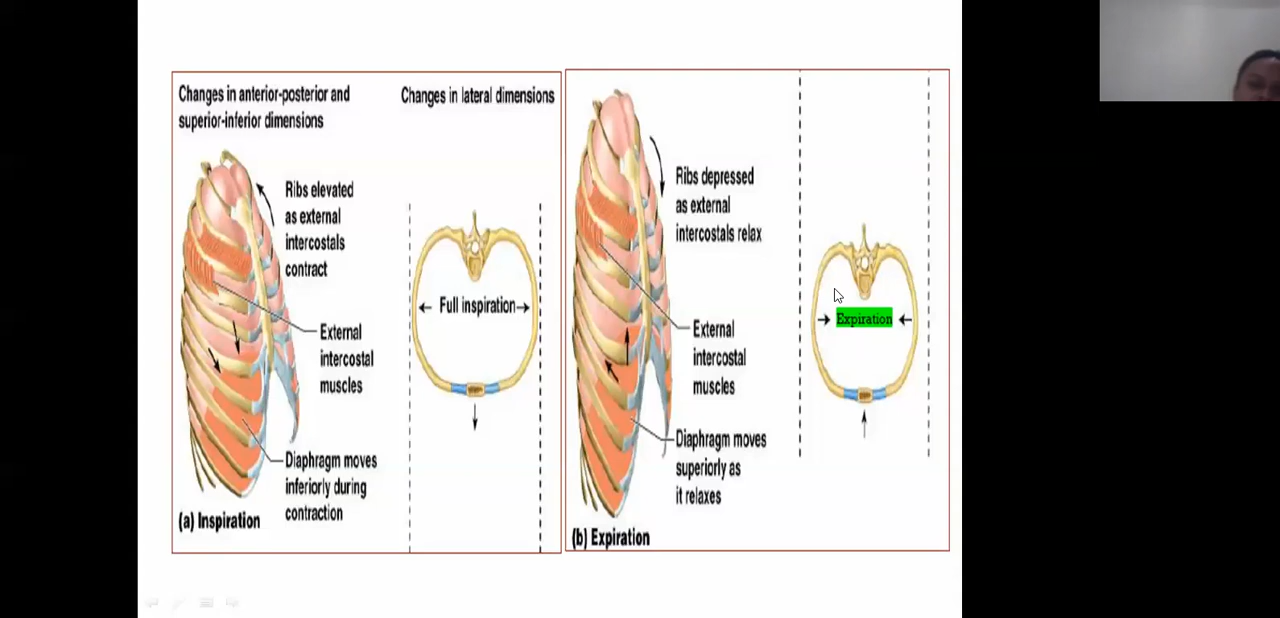 Changes in anterior-posterior and
superior-inferior dimensions
Changes in lateral dimensions
Ribs elevated
as external
intercostals
contract
External
intercostal
muscles
Diaphragm moves
inferiorly during
contraction
Full inspiration
(a) Inspiration
Ribs depressed
as external
intercostals relax
External
intercostal
muscles
Diaphragm moves
superiorly as
it relaxes
Expiration
(b) Expiration